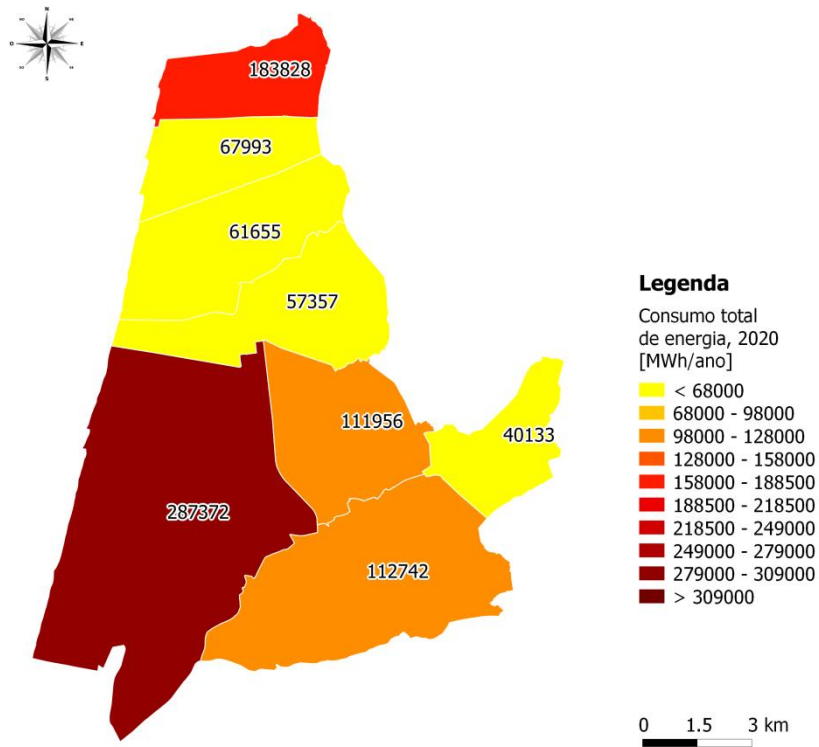 N
O
E
S
183828
67993
61655
57357
111956
40133
287372
112742
Legenda
Consumo total
de energia, 2020
[MWh/ano]
< 68000
68000 - 98000
98000 - 128000
128000 - 158000
158000 - 188500
188500 - 218500
218500 - 249000
249000 - 279000
279000 - 309000
> 309000
0 1.5 3 km